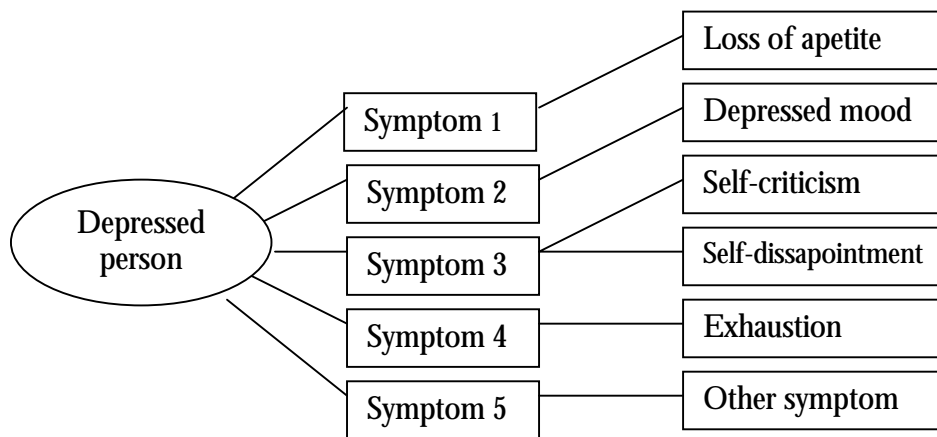 Depressed
person
Symptom 1
Symptom 2
Symptom 3
Symptom 4
Symptom 5
Loss of apetite
Depressed mood
Self-criticism
Self-dissapointment
Exhaustion
Other symptom